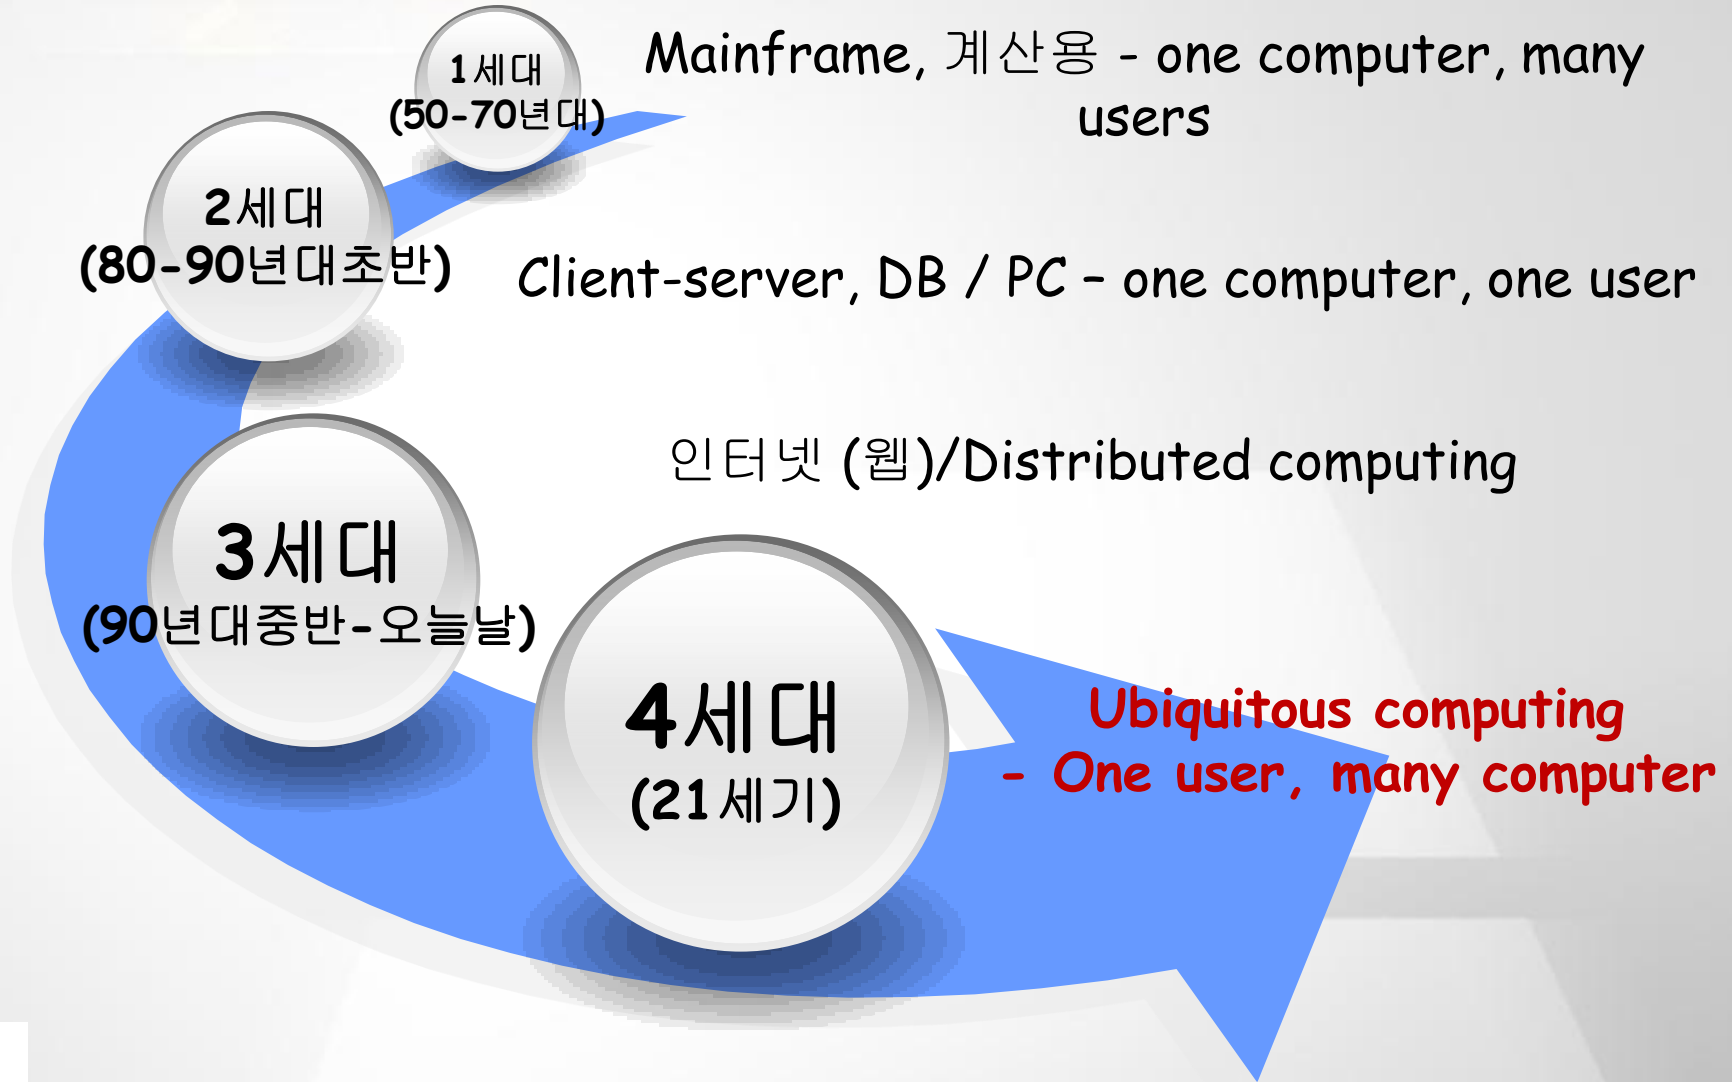 1세대
(50-70년대)
Mainframe, 계산용 - one computer, many
users
2세대
(80-90년대초반)
Client-server, DB / PC – one computer, one user
인터넷 (웹)/Distributed computing
3세대
(90년대중반-오늘날)
4세대
(21세기)
Ubiquitous computing
- One user, many computer